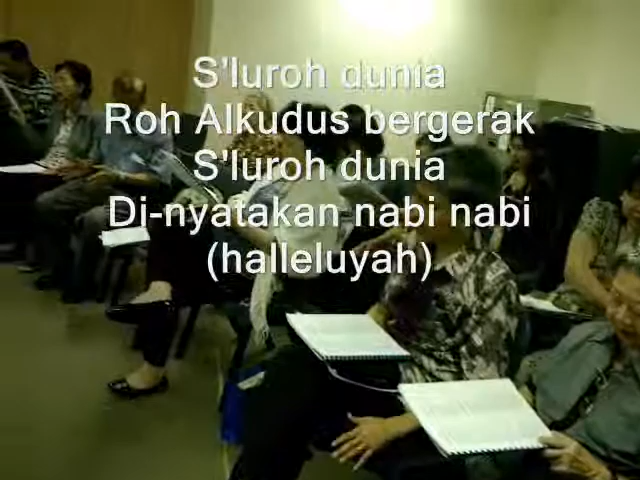 S'luroh dunia
Roh Alkudus bergerak
S'luroh dunia
Di-nyatakan nabi nabi
(halleluyah)